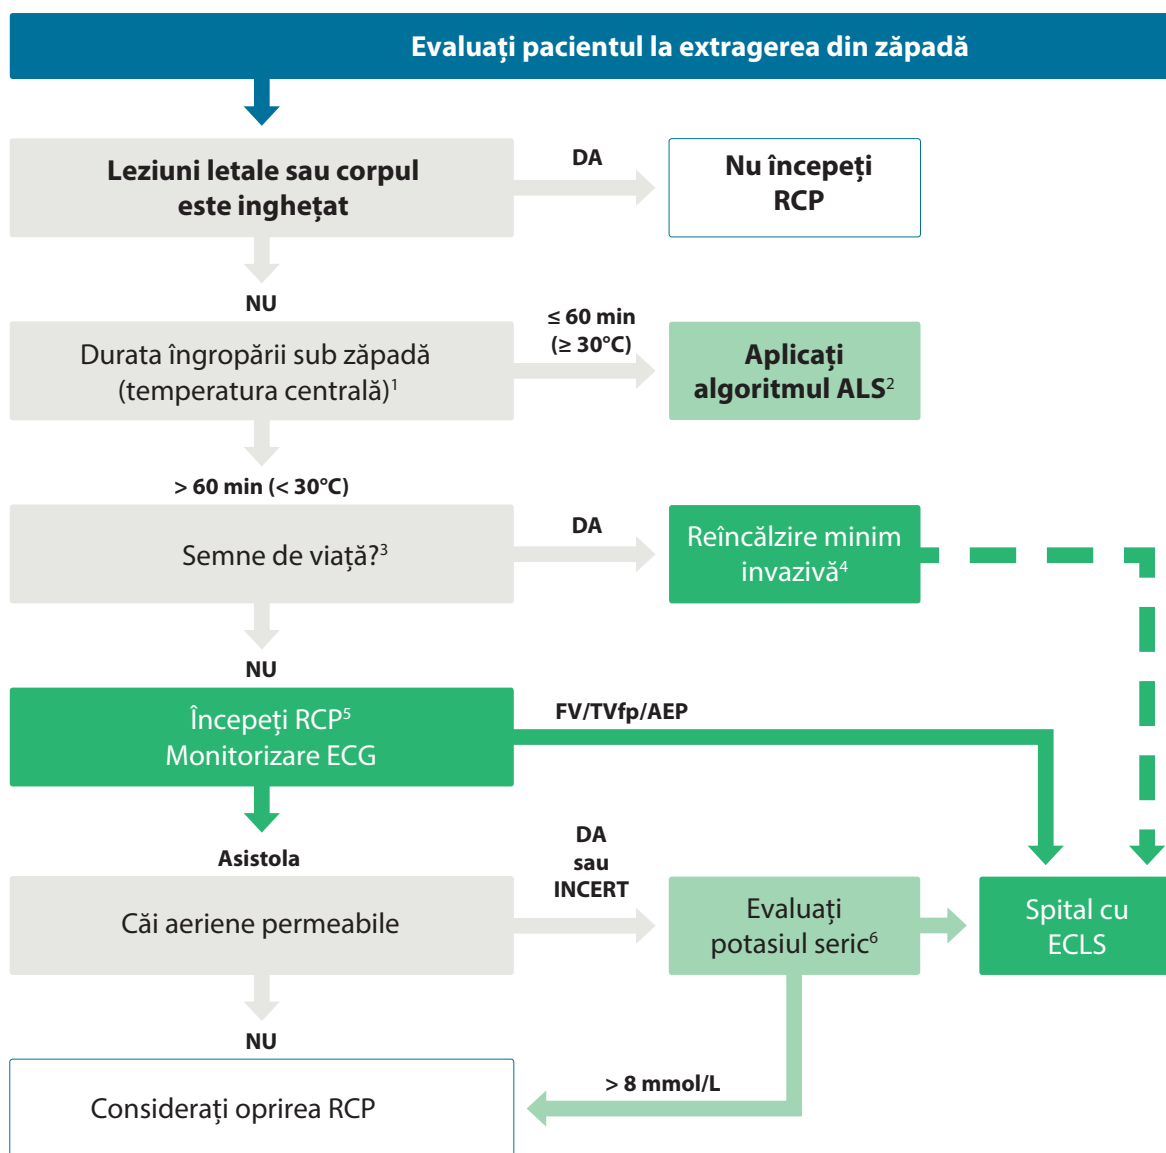 Evaluați pacientul la extragerea din zăpadă
Leziuni letale sau corpul
este inghețat
DA
Nu începeți
RCP
NU
Durata îngropării sub zăpadă
(temperatura centrală)¹
≤ 60 min
(≥ 30°C)
Aplicați
algoritmul ALS²
> 60 min (< 30°C)
Semne de viață?³
DA
Reîncălzire minim
invazivă⁴
NU
Începeți RCP⁵
Monitorizare ECG
FV/TVfp/AEP
Asistola
Căi aeriene permeabile
DA
sau
INCERT
Evaluați
potasiul seric⁶
Spital cu
ECLS
NU
> 8 mmol/L
Considerați oprirea RCP